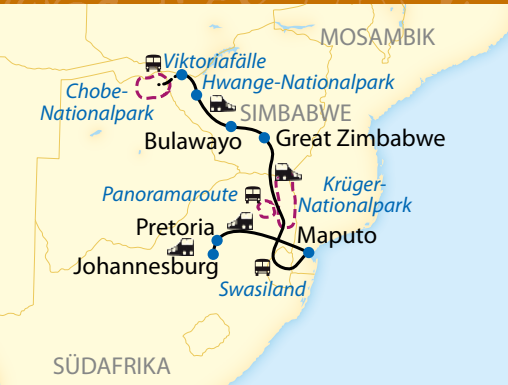 MOSAMBIK
Viktoriafälle
Hwange-Nationalpark
Chobe-
Nationalpark
SIMBABWE
Bulawayo
Great Zimbabwe
Krüger-
Nationalpark
Panoramaroute
Pretoria
Maputo
Johannesburg
Swasiland
SÜDAFRIKA